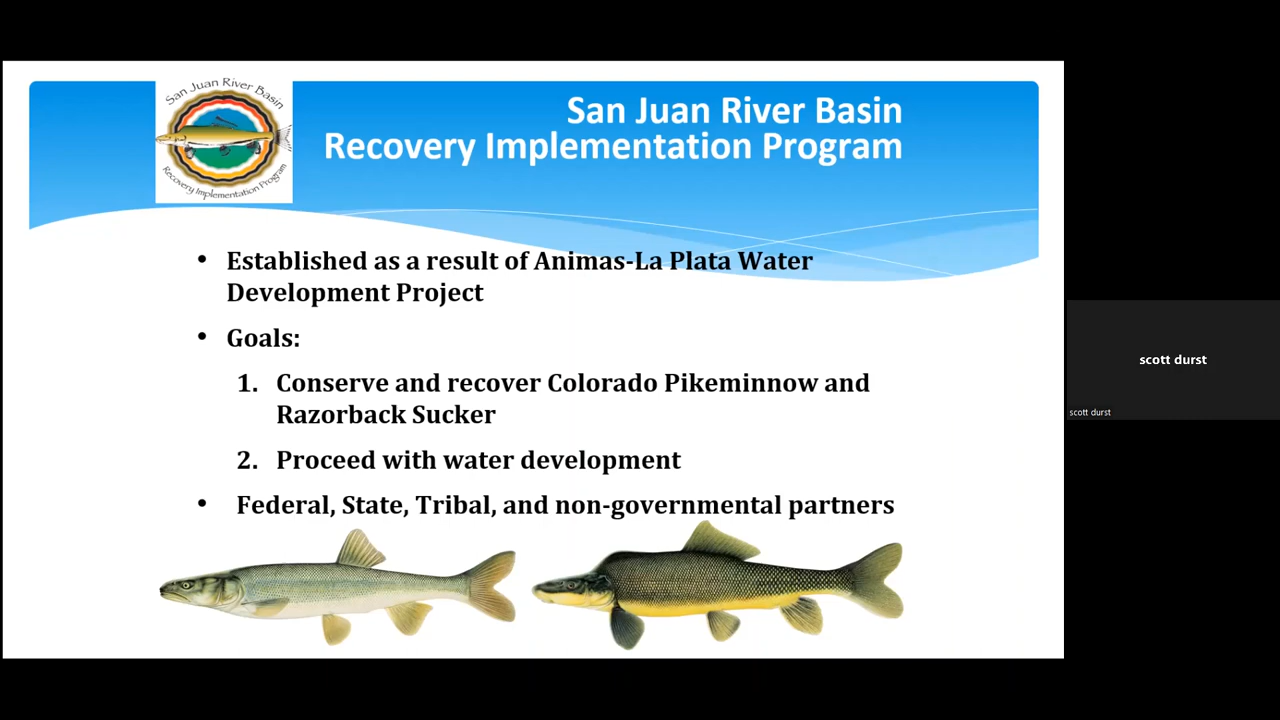 San Juan River Basin
Recovery Implementation Program
San Juan River Basin
Recovery Implementation Program
• Established as a result of Animas-La Plata Water
Development Project
• Goals:
1. Conserve and recover Colorado Pikeminnow and
Razorback Sucker
2. Proceed with water development
• Federal, State, Tribal, and non-governmental partners
scott durst
scott durst